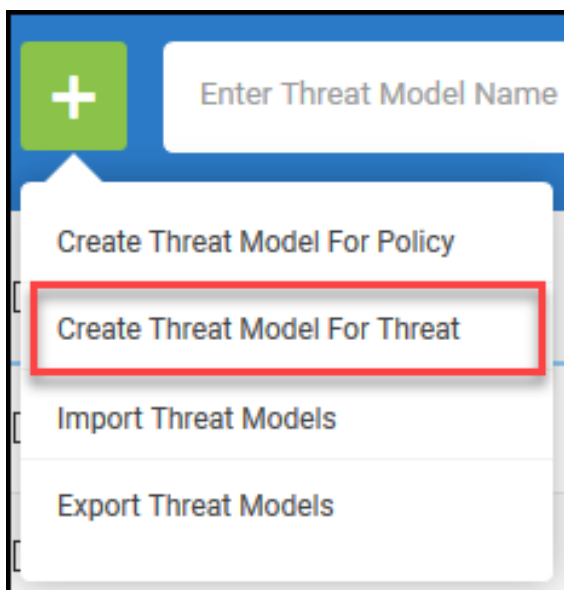 Enter Threat Model Name
Create Threat Model For Policy
Create Threat Model For Threat
Import Threat Models
Export Threat Models